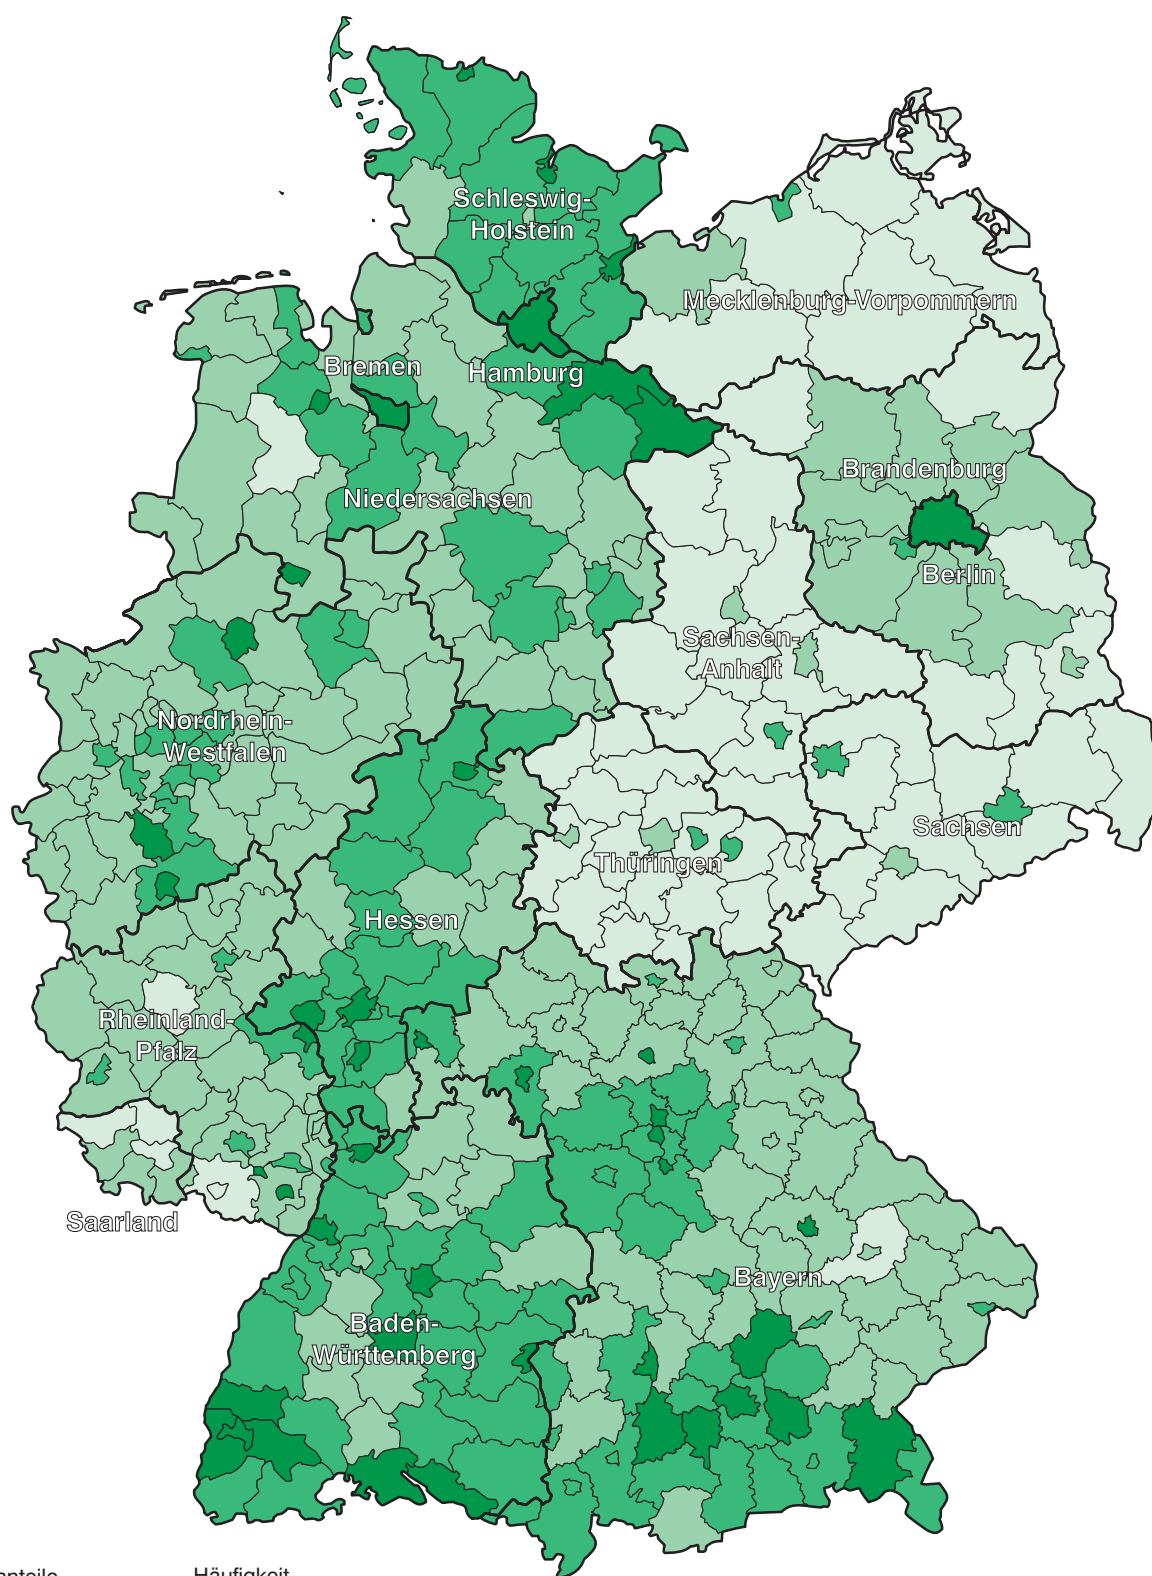 Schleswig-
Holstein
Mecklenburg-Vorpommern
Bremen
Hamburg
Brandenburg
Niedersachsen
Berlin
Sachsen-
Anhalt
Nordrhein-
Westfalen
Sachsen
Thüringen
Hessen
Rheinland-
Pfalz
Saarland
Bayern
Baden-
Württemberg
Häufigkeit